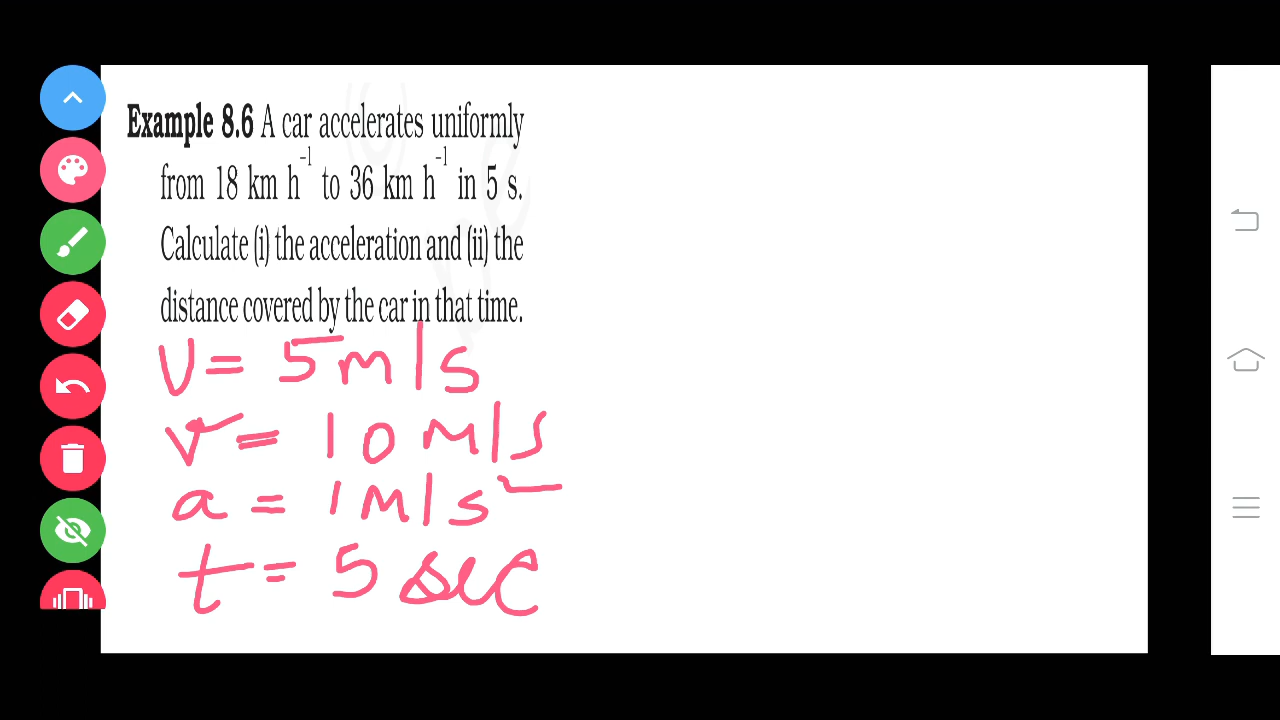 Example 8.6 A car accelerates uniformly
from 18 km h⁻¹ to 36 km h⁻¹ in 5 s.
Calculate (i) the acceleration and (ii) the
distance covered by the car in that time.
U = 5 m/s
v = 10 m/s
a = 1 m/s²
t = 5 sec